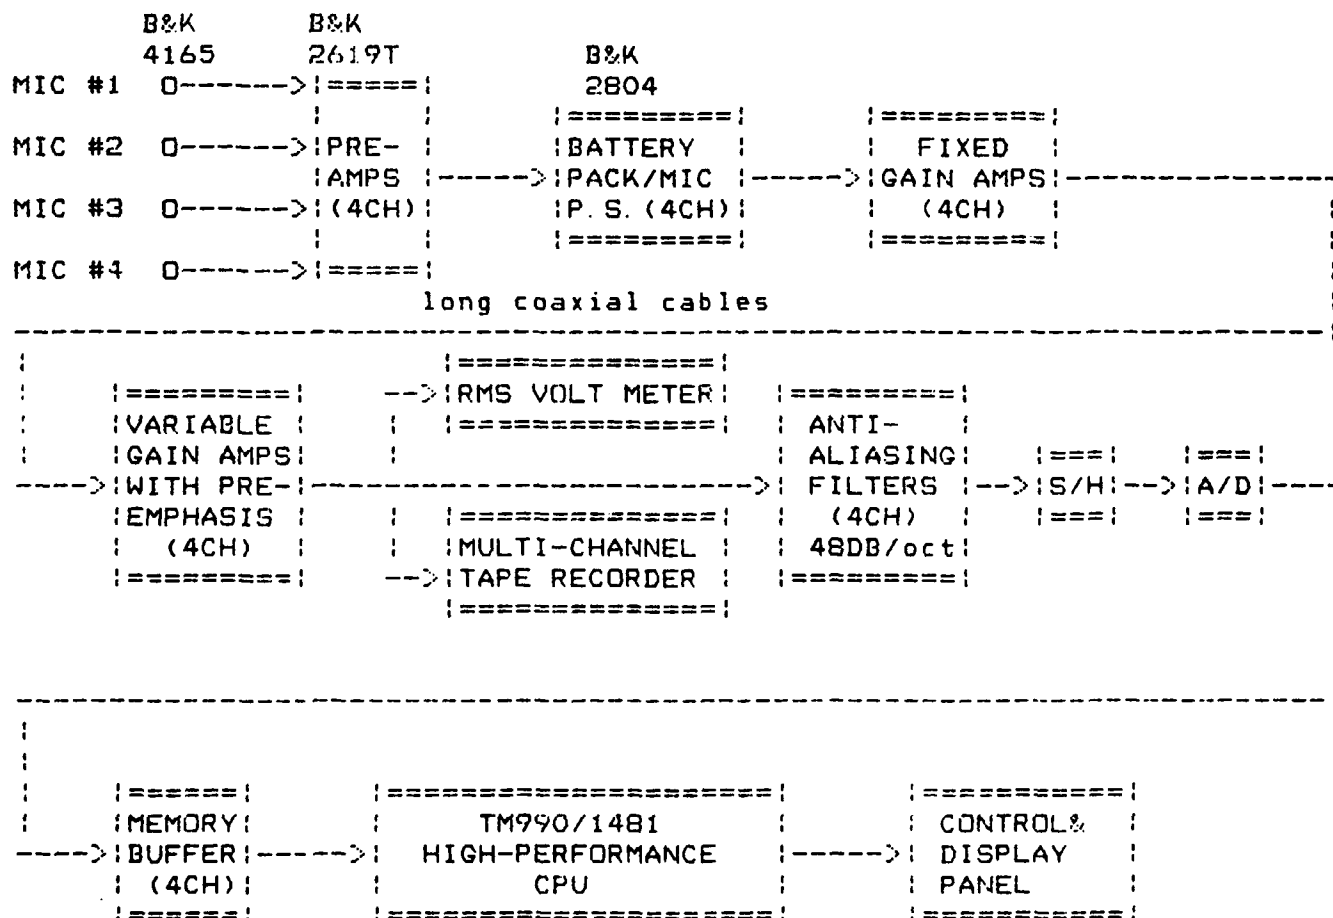 B&K B&K
4165 2619T B&K
MIC #1 O------>|=====| 2804
|=========| |=========|
MIC #2 O------>|PRE- | |BATTERY | | FIXED |
|AMPS |----->|PACK/MIC |----->|GAIN AMPS|---------------
MIC #3 O------>|(4CH)| |P.S.(4CH)| | (4CH) |
|=========| |=========|
MIC #4 O------>|=====|
long coaxial cables
|==============|
|=========| -->|RMS VOLT METER| |=========|
|VARIABLE | |==============| | ANTI- |
|GAIN AMPS| | ALIASING| |===| |===|
---->|WITH PRE-|------------------------>| FILTERS |-->|S/H|-->|A/D|----
|EMPHASIS | |==============| | (4CH) | |===| |===|
| (4CH) | |MULTI-CHANNEL | 48DB/oct|
|=========| -->|TAPE RECORDER | |=========|
|==============|
|======| |=====================| |===========|
|MEMORY| | TM990/1481 | | CONTROL& |
---->|BUFFER|----->| HIGH-PERFORMANCE |----->| DISPLAY |
| (4CH)| | CPU | | PANEL |
|======| |=====================| |===========|